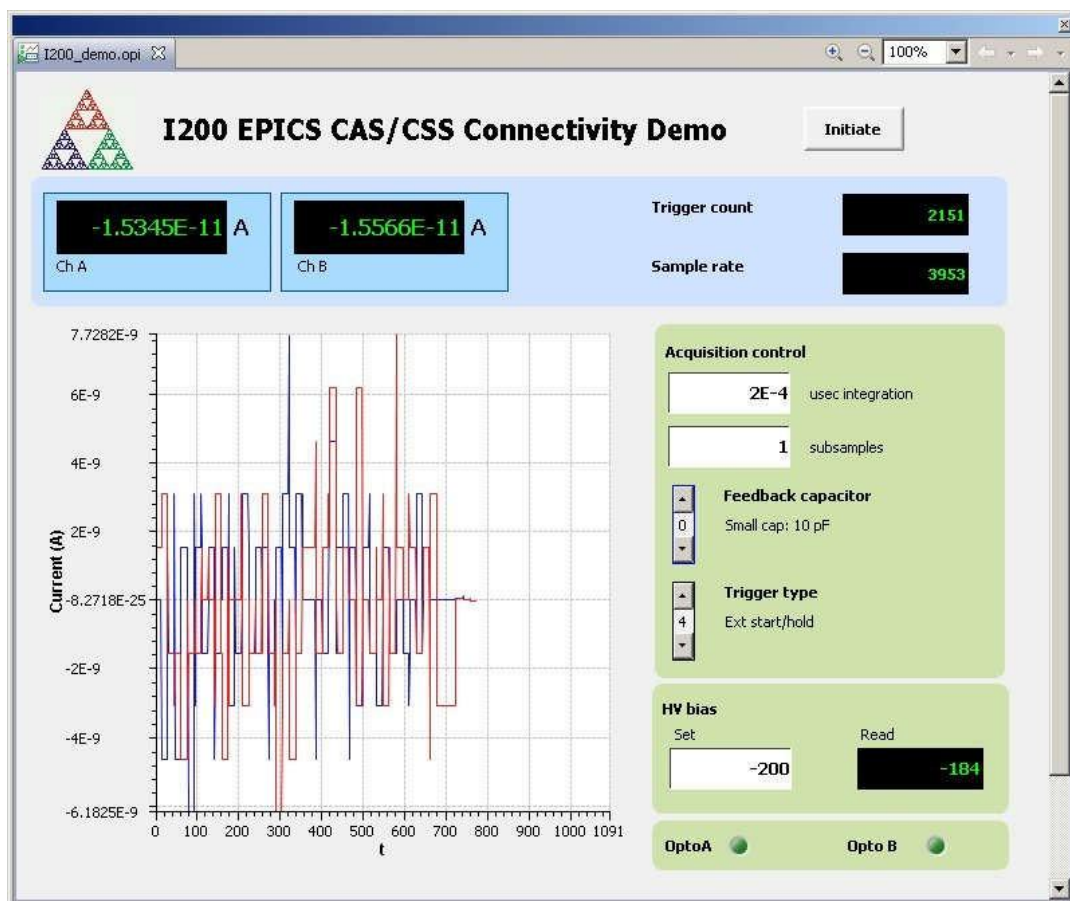 I200_demo.opi
100%
I200 EPICS CAS/CSS Connectivity Demo
Initiate
-1.5345E-11 A
Ch A
-1.5566E-11 A
Ch B
Trigger count
2151
Sample rate
3953
7.7282E-9
6E-9
4E-9
2E-9
-8.2718E-25
-2E-9
-4E-9
-6.1825E-9
Current (A)
0 100 200 300 400 500 600 700 800 900 1000 1091
t
Acquisition control
2E-4 usec integration
1 subsamples
Feedback capacitor
0 Small cap: 10 pF
Trigger type
4 Ext start/hold
HV bias
Set Read
-200 -184
OptoA Opto B